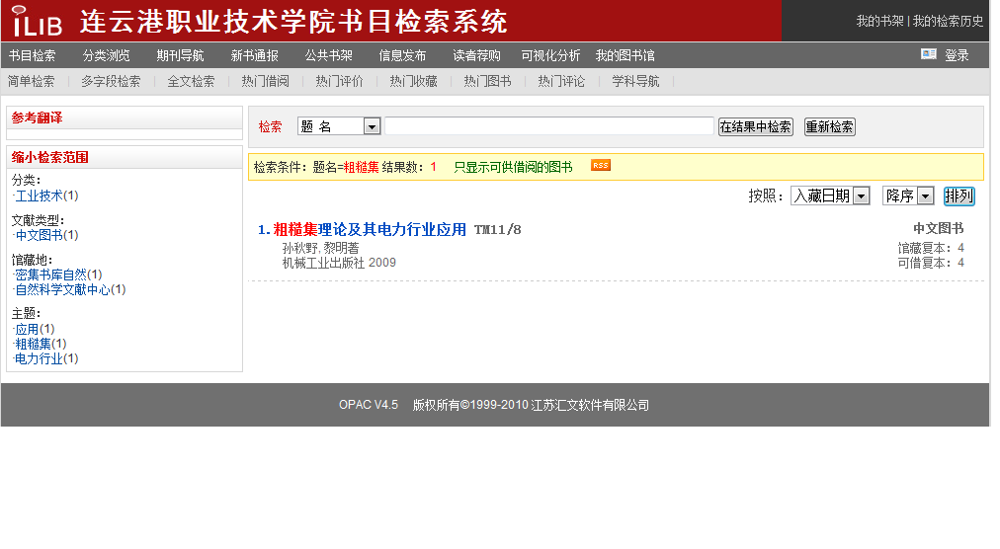 iLIB 连云港职业技术学院书目检索系统
我的书架 | 我的检索历史
书目检索 分类浏览 期刊导航 新书通报 公共书架 信息发布 读者荐购 可视化分析 我的图书馆 登录
简单检索 | 多字段检索 | 全文检索 | 热门借阅 | 热门评价 | 热门收藏 | 热门图书 | 热门评论 | 学科导航 |
参考翻译
缩小检索范围
分类:
·工业技术(1)
文献类型:
·中文图书(1)
馆藏地:
·密集书库自然(1)
·自然科学文献中心(1)
主题:
·应用(1)
·粗糙集(1)
·电力行业(1)
检索 题 名 在结果中检索 重新检索
检索条件：题名=粗糙集 结果数：1 只显示可供借阅的图书 RSS
按照： 入藏日期 降序 排列
1.粗糙集理论及其电力行业应用 TM11/8 中文图书
孙秋野, 黎明著 馆藏复本：4
机械工业出版社 2009 可借复本：4
OPAC V4.5 版权所有©1999-2010 江苏汇文软件有限公司